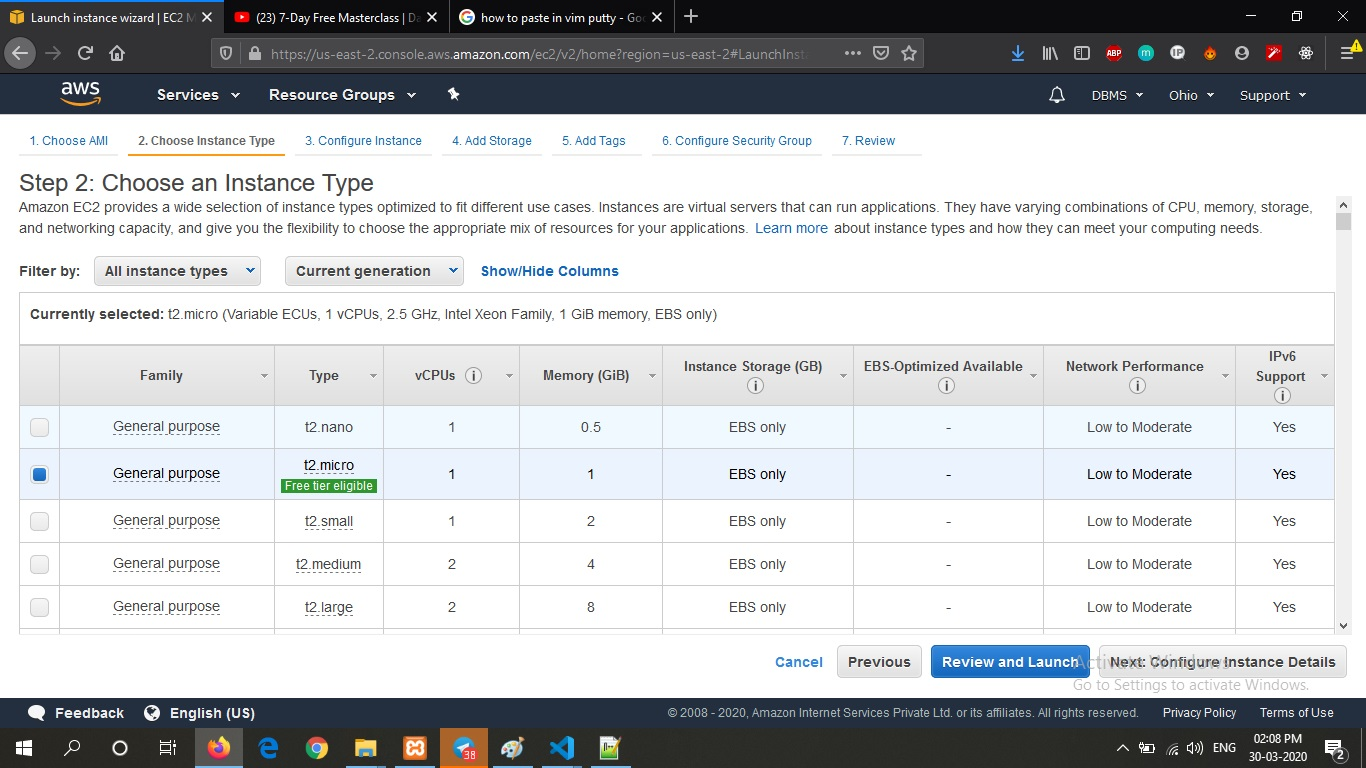 Launch instance wizard | EC2 M
(23) 7-Day Free Masterclass | Da
how to paste in vim putty - Goo
https://us-east-2.console.aws.amazon.com/ec2/v2/home?region=us-east-2#LaunchInsta
ABP
m
IP
aws
Services
Resource Groups
DBMS
Ohio
Support
1. Choose AMI
2. Choose Instance Type
3. Configure Instance
4. Add Storage
5. Add Tags
6. Configure Security Group
7. Review
Step 2: Choose an Instance Type
Amazon EC2 provides a wide selection of instance types optimized to fit different use cases. Instances are virtual servers that can run applications. They have varying combinations of CPU, memory, storage,
and networking capacity, and give you the flexibility to choose the appropriate mix of resources for your applications. Learn more about instance types and how they can meet your computing needs.
Filter by: All instance types Current generation Show/Hide Columns
Currently selected: t2.micro (Variable ECUs, 1 vCPUs, 2.5 GHz, Intel Xeon Family, 1 GiB memory, EBS only)
Family Type vCPUs i Memory (GiB) Instance Storage (GB) i EBS-Optimized Available i Network Performance i IPv6 Support i
General purpose t2.nano 1 0.5 EBS only - Low to Moderate Yes
General purpose t2.micro 1 1 EBS only - Low to Moderate Yes
Free tier eligible
General purpose t2.small 1 2 EBS only - Low to Moderate Yes
General purpose t2.medium 2 4 EBS only - Low to Moderate Yes
General purpose t2.large 2 8 EBS only - Low to Moderate Yes
Cancel Previous Review and Launch Next: Configure Instance Details
Activate Windows
Go to Settings to activate Windows.
Feedback English (US) © 2008 - 2020, Amazon Internet Services Private Ltd. or its affiliates. All rights reserved. Privacy Policy Terms of Use
38
ENG
02:08 PM
30-03-2020
2